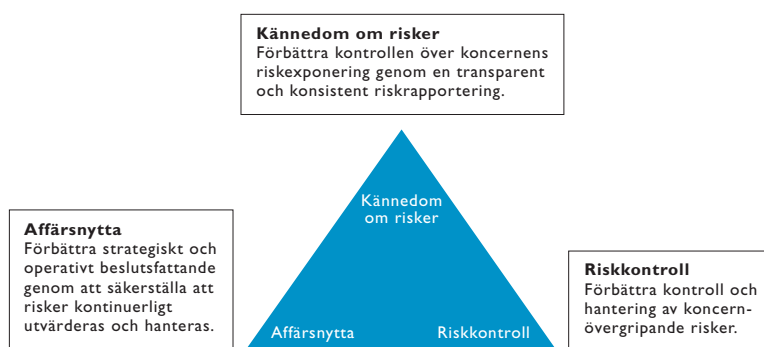 Kännedom om risker
Förbättra kontrollen över koncernens
riskexponering genom en transparent
och konsistent riskrapportering.
Kännedom
om risker
Affärsnytta
Förbättra strategiskt och
operativt beslutsfattande
genom att säkerställa att
risker kontinuerligt
utvärderas och hanteras.
Riskkontroll
Förbättra kontroll och
hantering av koncern-
övergripande risker.
Affärsnytta
Riskkontroll